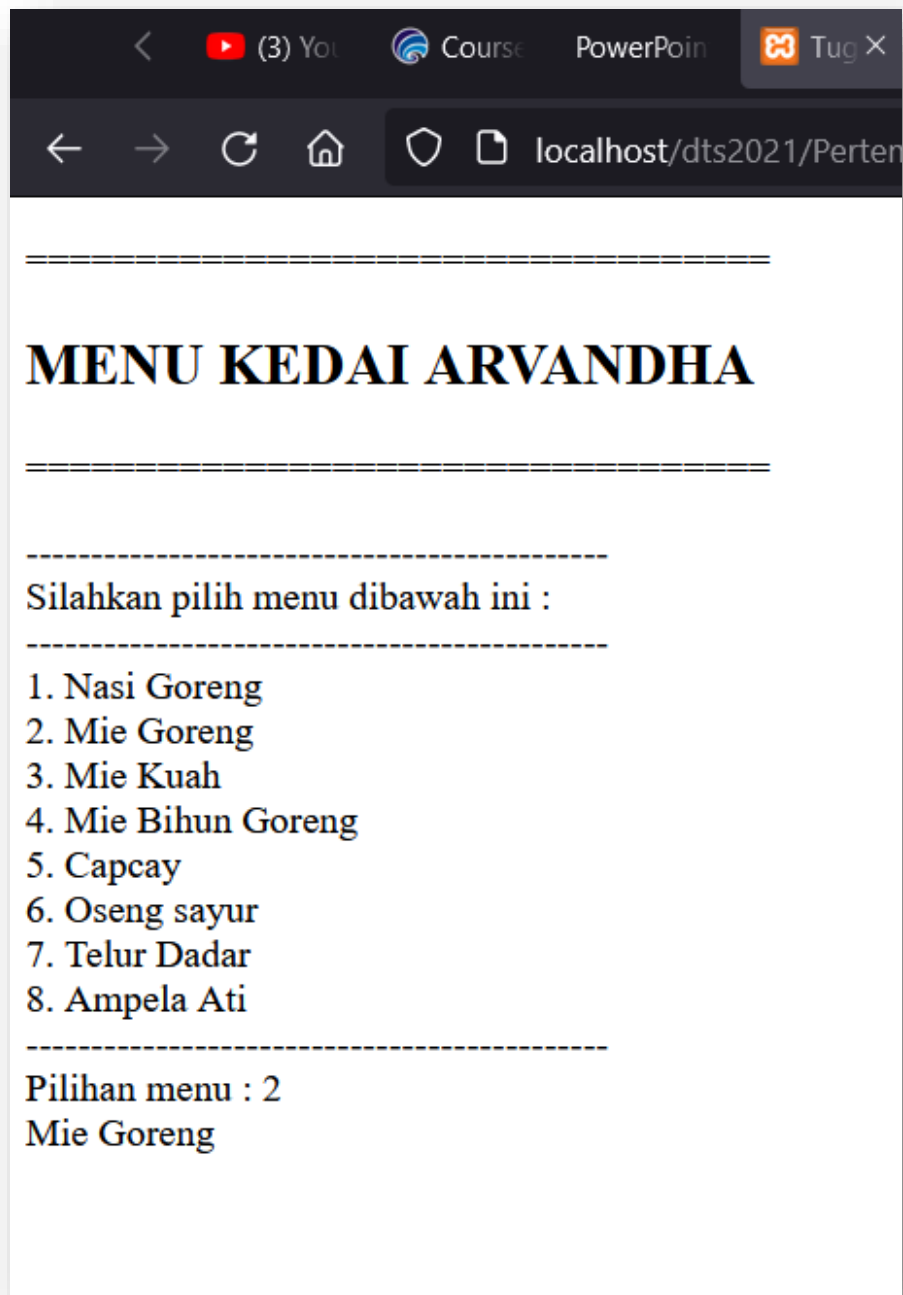 (3) You
Course
PowerPoin
Tug
localhost/dts2021/Pertem
==================================
MENU KEDAI ARVANDHA
==================================
---------------------------------------------
Silahkan pilih menu dibawah ini :
---------------------------------------------
1. Nasi Goreng
2. Mie Goreng
3. Mie Kuah
4. Mie Bihun Goreng
5. Capcay
6. Oseng sayur
7. Telur Dadar
8. Ampela Ati
---------------------------------------------
Pilihan menu : 2
Mie Goreng